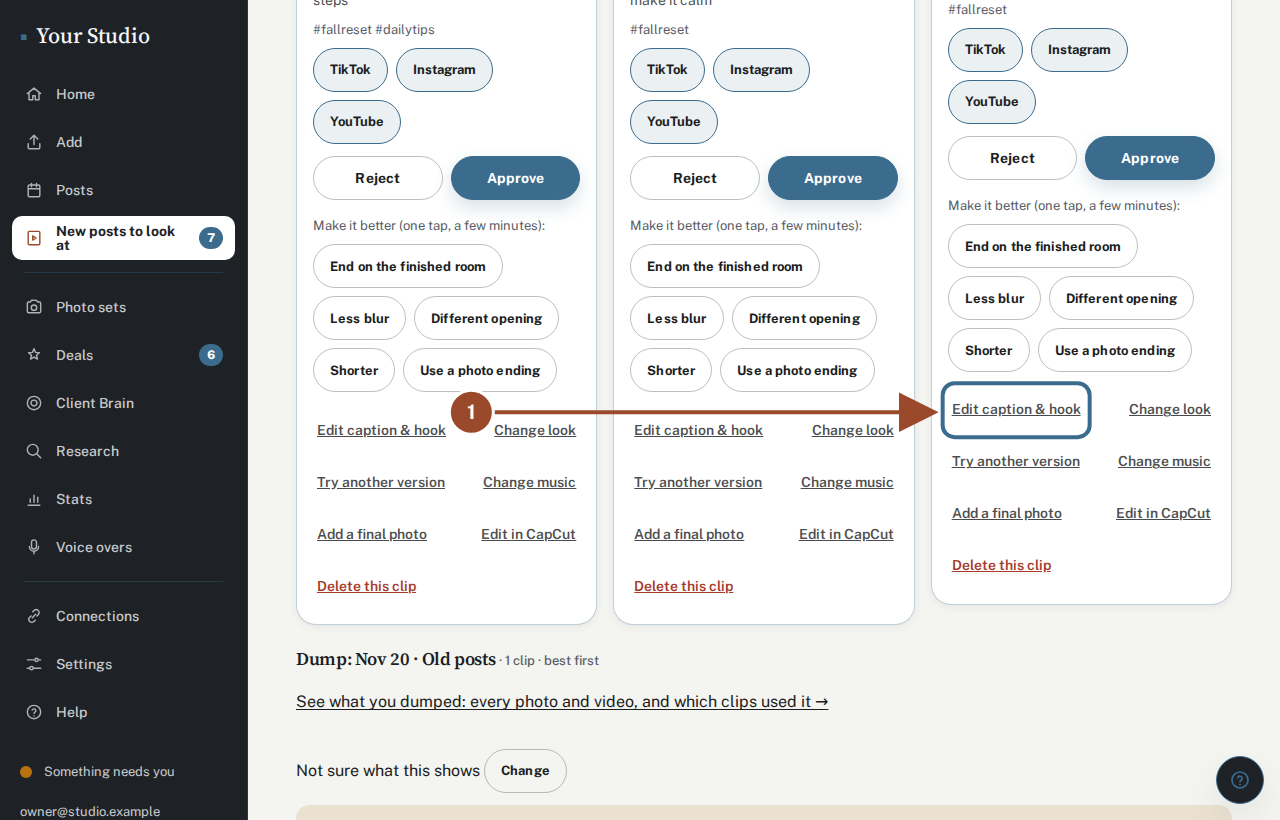 Your Studio
Home
Add
Posts
New posts to look at
7
Photo sets
Deals
6
Client Brain
Research
Stats
Voice overs
Connections
Settings
Help
Something needs you
owner@studio.example
steps
#fallreset #dailytips
TikTok
Instagram
YouTube
Reject
Approve
Make it better (one tap, a few minutes):
End on the finished room
Less blur
Different opening
Shorter
Use a photo ending
1
Edit caption & hook
Change look
Try another version
Change music
Add a final photo
Edit in CapCut
Delete this clip
make it calm
#fallreset
TikTok
Instagram
YouTube
Reject
Approve
Make it better (one tap, a few minutes):
End on the finished room
Less blur
Different opening
Shorter
Use a photo ending
Edit caption & hook
Change look
Try another version
Change music
Add a final photo
Edit in CapCut
Delete this clip
#fallreset
TikTok
Instagram
YouTube
Reject
Approve
Make it better (one tap, a few minutes):
End on the finished room
Less blur
Different opening
Shorter
Use a photo ending
Edit caption & hook
Change look
Try another version
Change music
Add a final photo
Edit in CapCut
Delete this clip
Dump: Nov 20 · Old posts · 1 clip · best first
See what you dumped: every photo and video, and which clips used it →
Not sure what this shows
Change